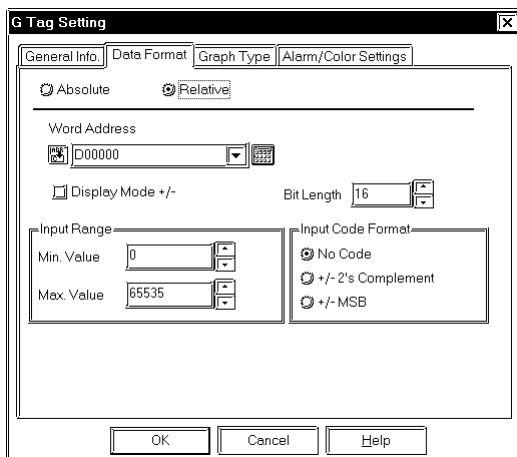 G Tag Setting
General Info. Data Format Graph Type Alarm/Color Settings
Absolute Relative
Word Address
D00000
Display Mode +/- Bit Length 16
Input Range Input Code Format
Min. Value 0 No Code
+/- 2's Complement
Max. Value 65535 +/- MSB
OK Cancel Help